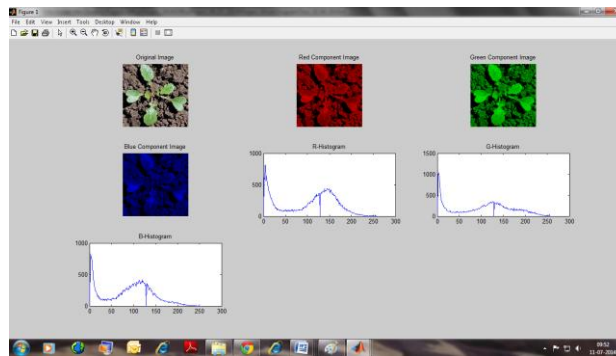 Figure 1
File Edit View Insert Tools Desktop Window Help
Original Image
Red Component Image
Green Component Image
Blue Component Image
R-Histogram
G-Histogram
1000
500
0
0 50 100 150 200 250 300
1500
1000
500
0
0 50 100 150 200 250 300
B-Histogram
1000
500
0
0 50 100 150 200 250 300
09:52